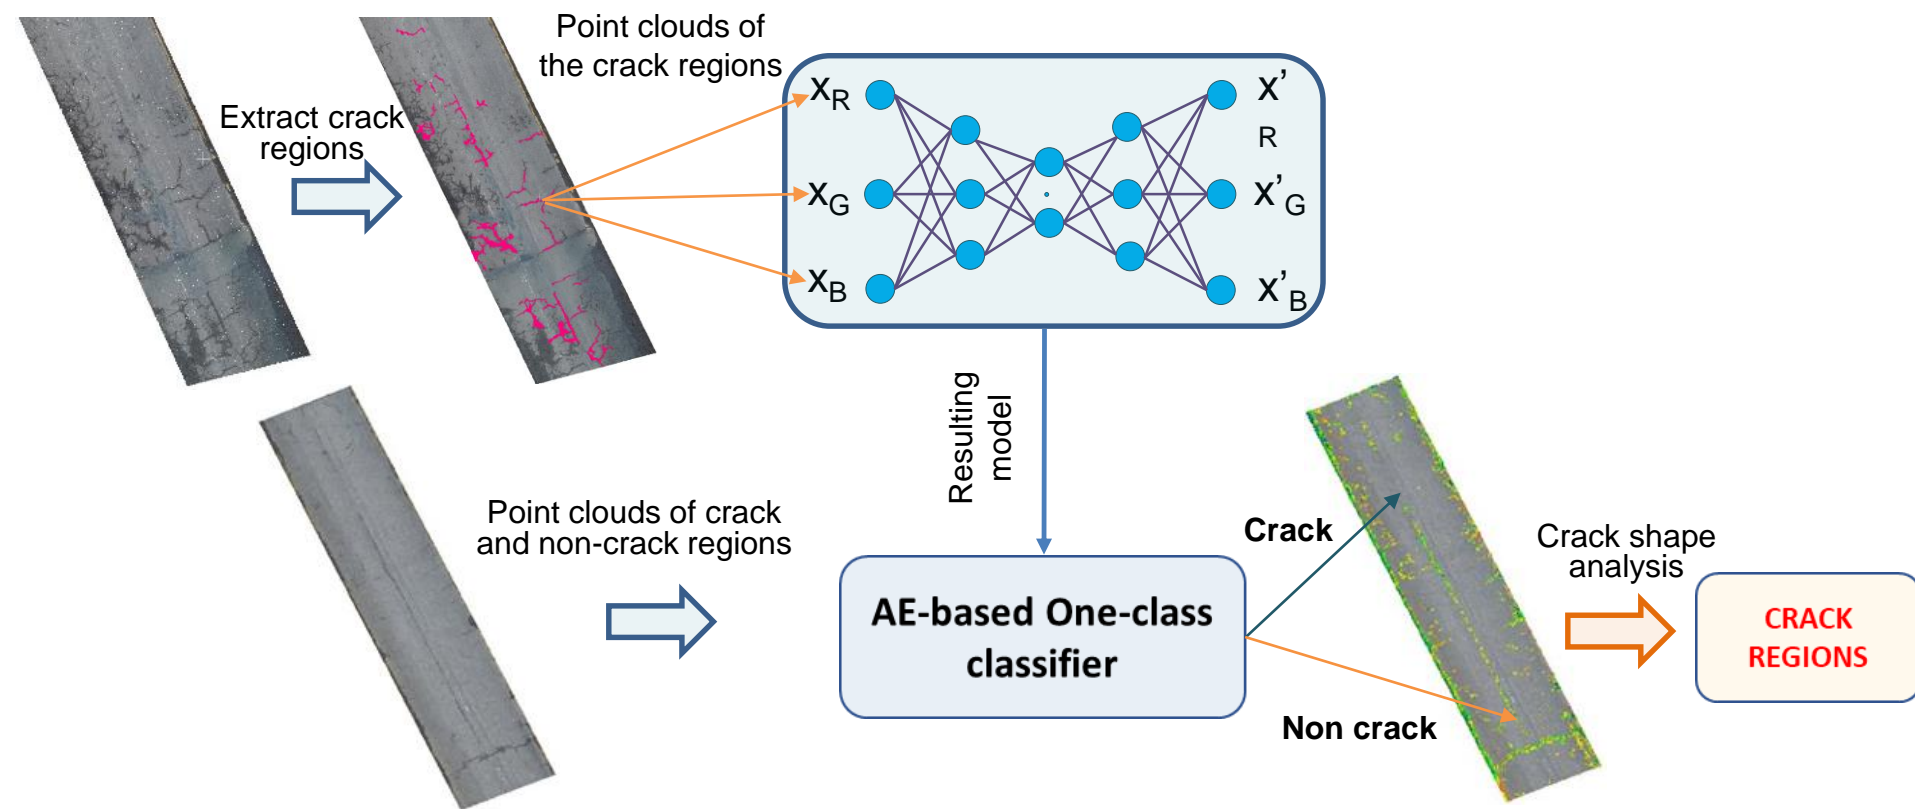 Point clouds of
the crack regions
Extract crack
regions
x_R
x_G
x_B
x'
R
x'_G
x'_B
Resulting
model
Point clouds of crack
and non-crack regions
AE-based One-class
classifier
Crack
Non crack
Crack shape
analysis
CRACK
REGIONS